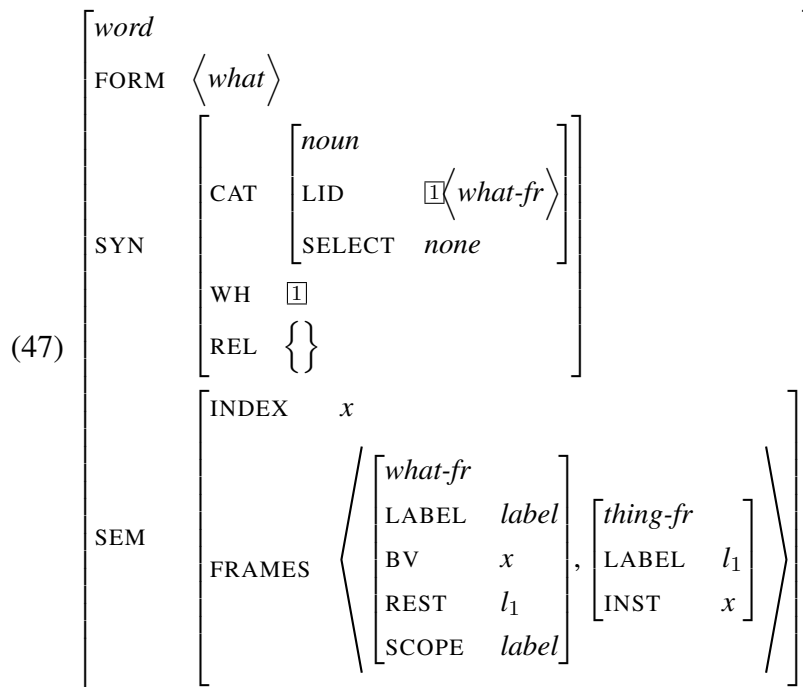 word
FORM ⟨what⟩
noun
CAT LID [1]⟨what-fr⟩
SYN SELECT none
WH [1]
(47) REL {}
INDEX x
what-fr
LABEL label thing-fr
SEM FRAMES ⟨ BV x , LABEL l₁ ⟩
REST l₁ INST x
SCOPE label